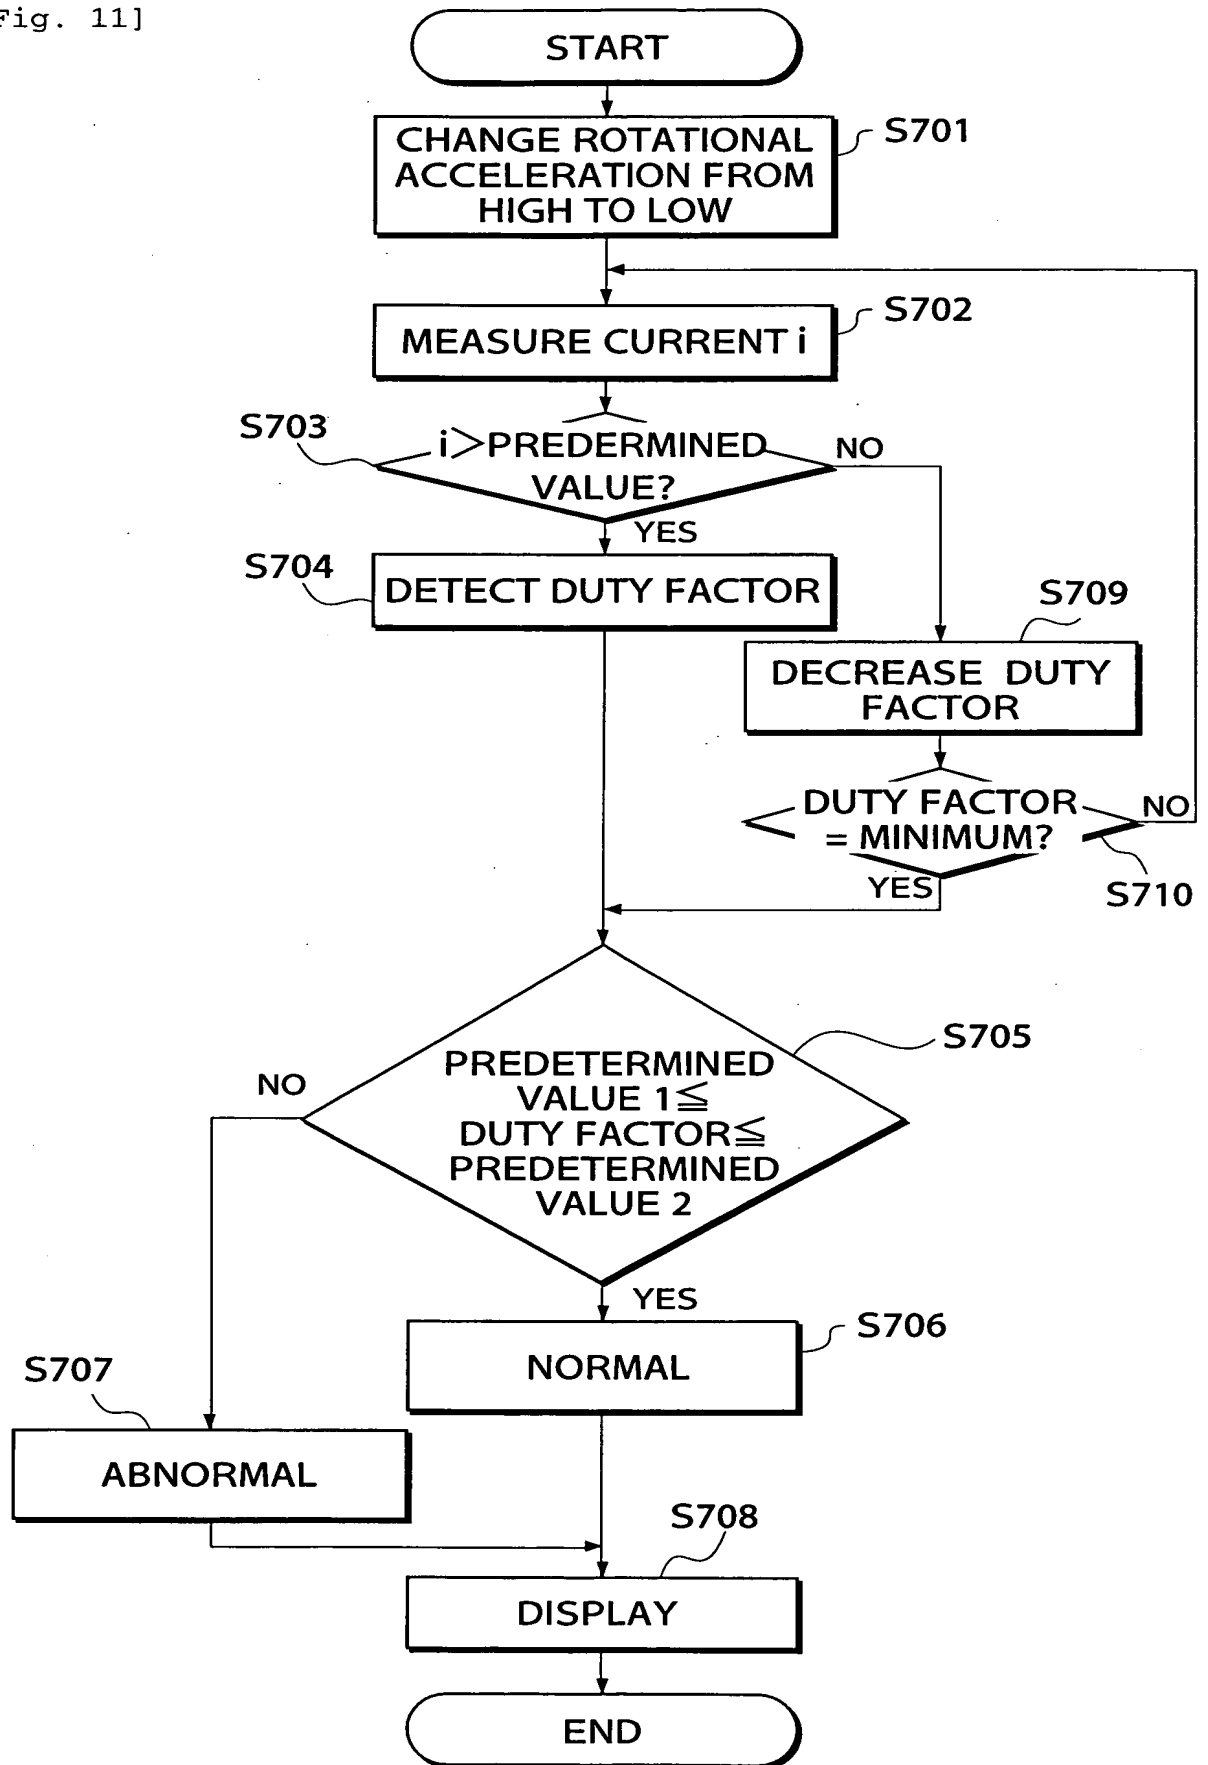 Fig. 11]
START
CHANGE ROTATIONAL
ACCELERATION FROM
HIGH TO LOW
S701
MEASURE CURRENT i
S702
S703
i>PREDERMINED
VALUE?
NO
YES
S704
DETECT DUTY FACTOR
S709
DECREASE DUTY
FACTOR
DUTY FACTOR
= MINIMUM?
NO
YES
S710
S705
PREDETERMINED
VALUE 1≦
DUTY FACTOR≦
PREDETERMINED
VALUE 2
NO
YES
S706
NORMAL
S707
ABNORMAL
S708
DISPLAY
END